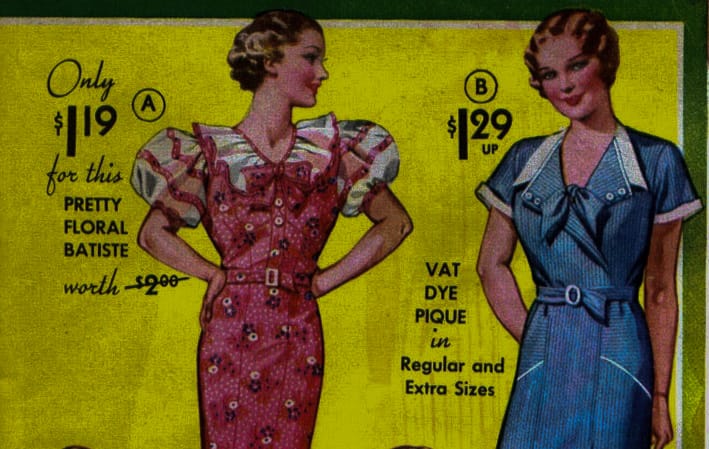 Only
$1.19
A
for this
PRETTY
FLORAL
BATISTE
worth $2.00
B
$1.29
UP
VAT
DYE
PIQUE
in
Regular and
Extra Sizes